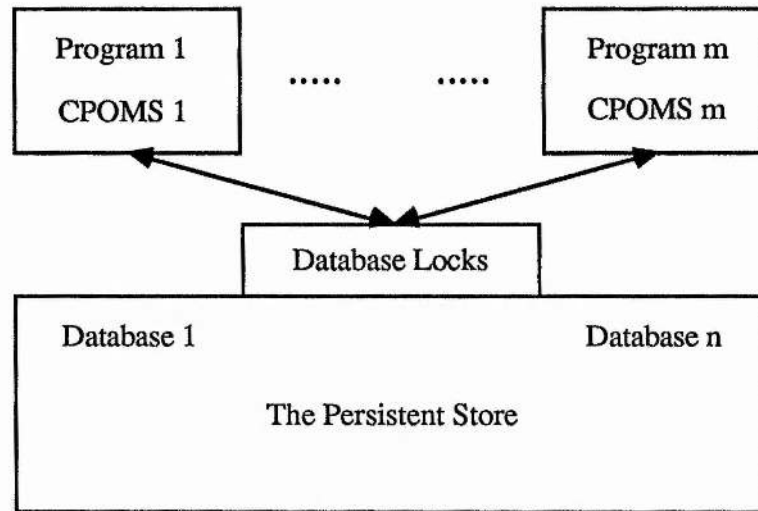 Program 1
CPOMS 1
..... .....
Program m
CPOMS m
Database Locks
Database 1
Database n
The Persistent Store